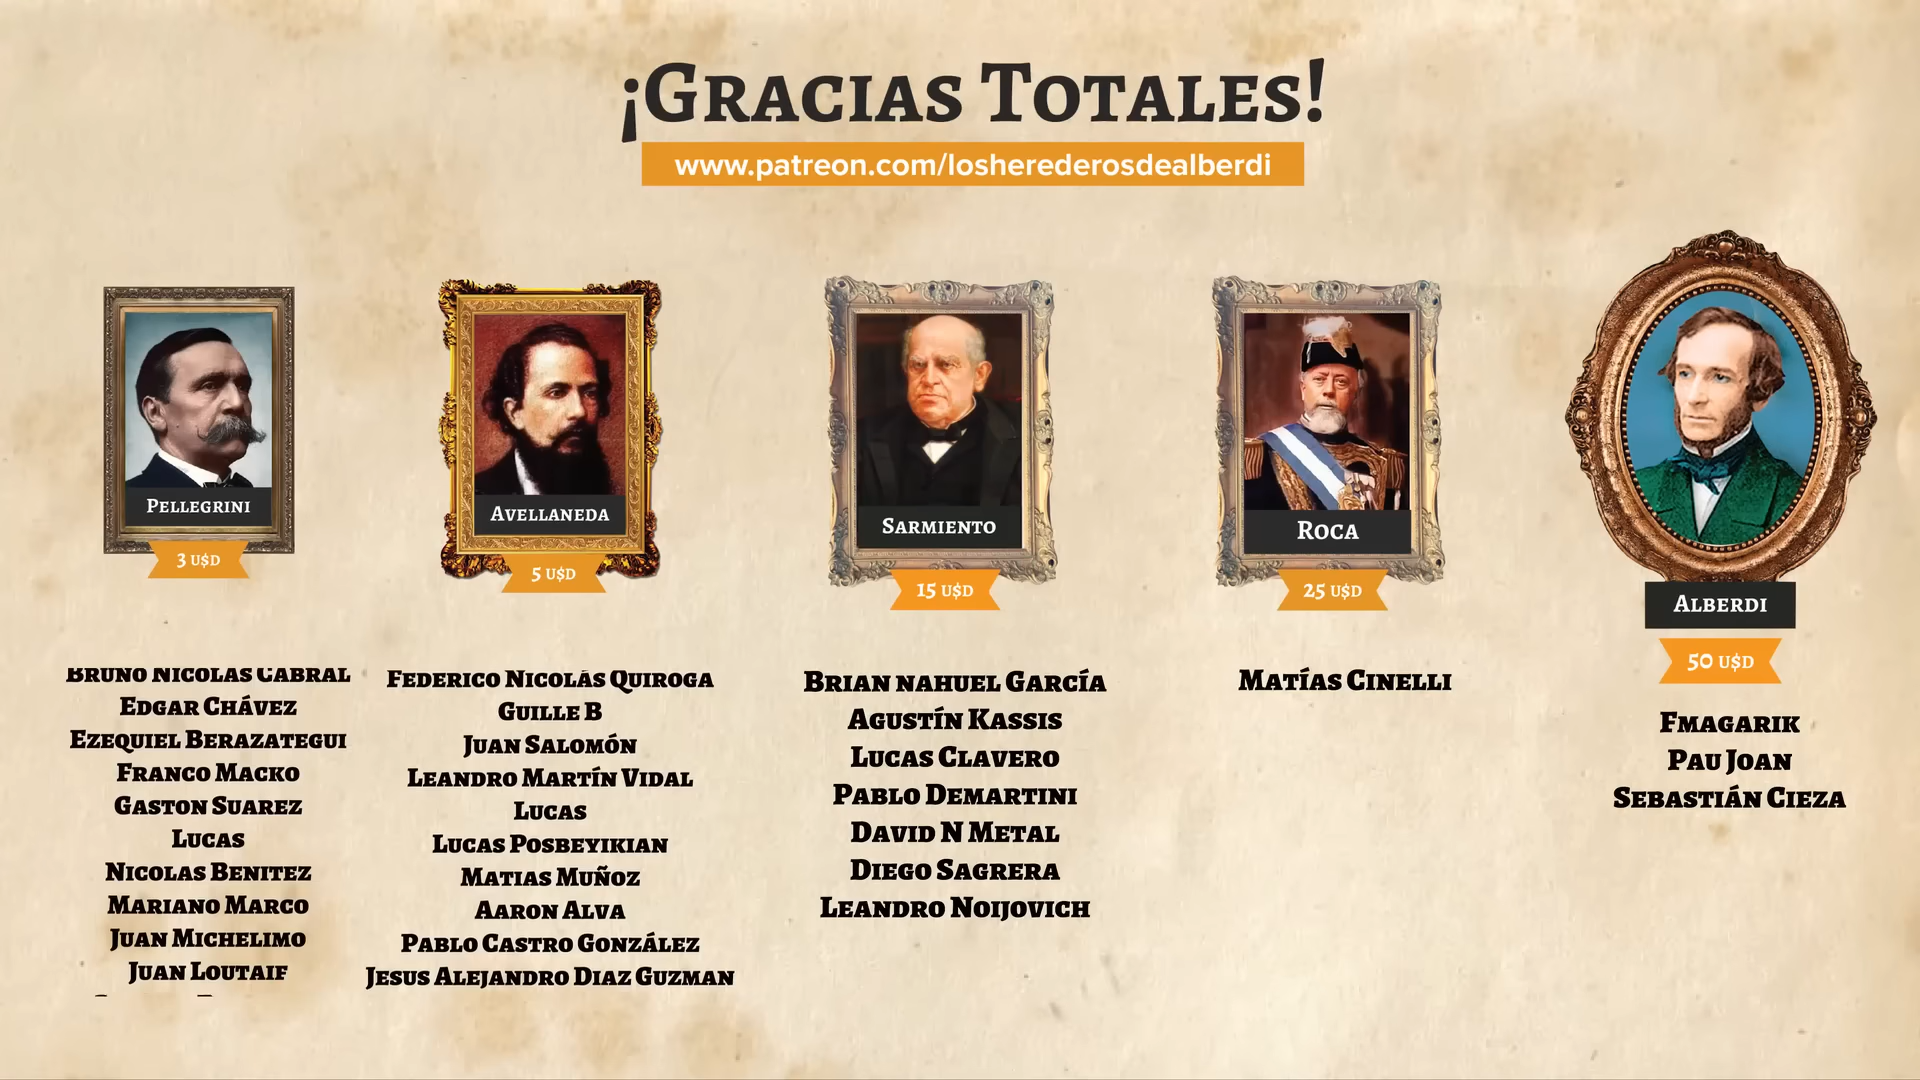 ¡Gracias Totales!
www.patreon.com/losherederosdealberdi
Pellegrini
3 U$D
Bruno Nicolas Cabral
Edgar Chávez
Ezequiel Berazategui
Franco Macko
Gaston Suarez
Lucas
Nicolas Benitez
Mariano Marco
Juan Michelimo
Juan Loutaif
Avellaneda
5 U$D
Federico Nicolás Quiroga
Guille B
Juan Salomón
Leandro Martín Vidal
Lucas
Lucas Posbeyikian
Matias Muñoz
Aaron Alva
Pablo Castro González
Jesus Alejandro Diaz Guzman
Sarmiento
15 U$D
Brian nahuel García
Agustín Kassis
Lucas Clavero
Pablo Demartini
David N Metal
Diego Sagrera
Leandro Noijovich
Roca
25 U$D
Matías Cinelli
Alberdi
50 U$D
Fmagarik
Pau Joan
Sebastián Cieza